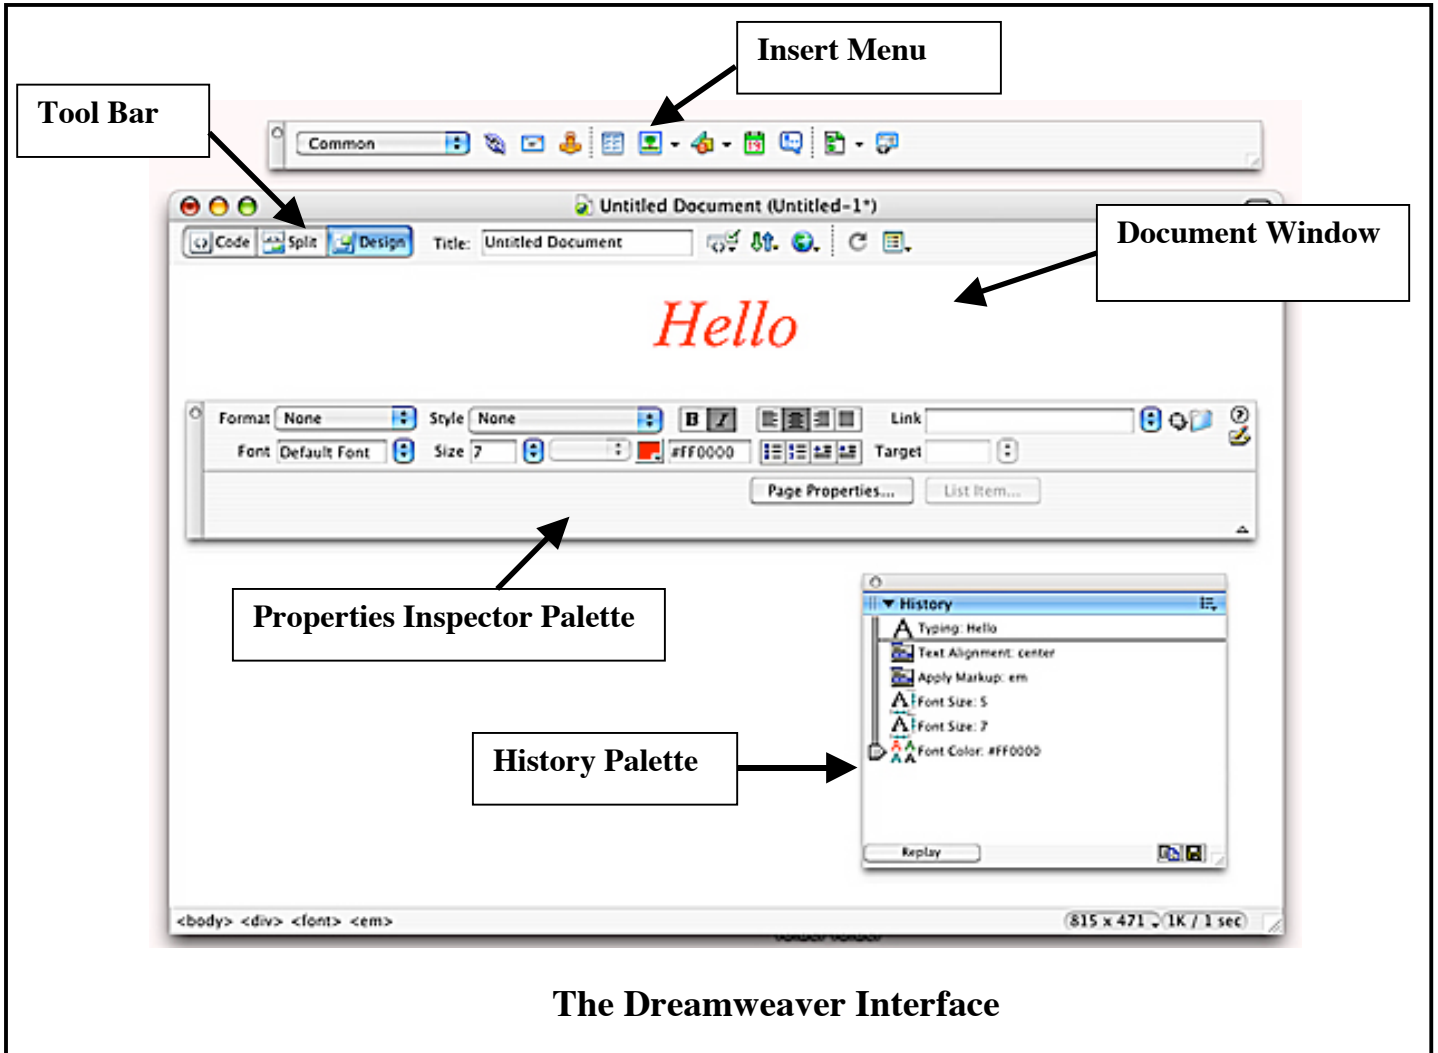 Insert Menu
Tool Bar
Common
Untitled Document (Untitled-1*)
Code Split Design Title: Untitled Document
Document Window
Hello
Format None Style None B I Link
Font Default Font Size 7 #FF0000 Target
Page Properties... List Item...
Properties Inspector Palette
History
Typing: Hello
Text Alignment: center
Apply Markup: em
Font Size: 5
Font Size: 7
Font Color: #FF0000
History Palette
Replay
<body> <div> <font> <em> 815 x 471 1K / 1 sec
The Dreamweaver Interface